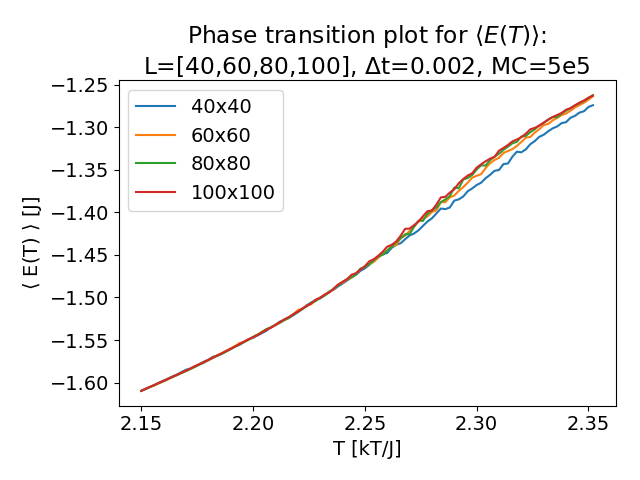 Phase transition plot for ⟨E(T)⟩:
L=[40,60,80,100], Δt=0.002, MC=5e5
−1.25
−1.30
−1.35
−1.40
−1.45
−1.50
−1.55
−1.60
⟨ E(T) ⟩ [J]
40x40
60x60
80x80
100x100
2.15 2.20 2.25 2.30 2.35
T [kT/J]